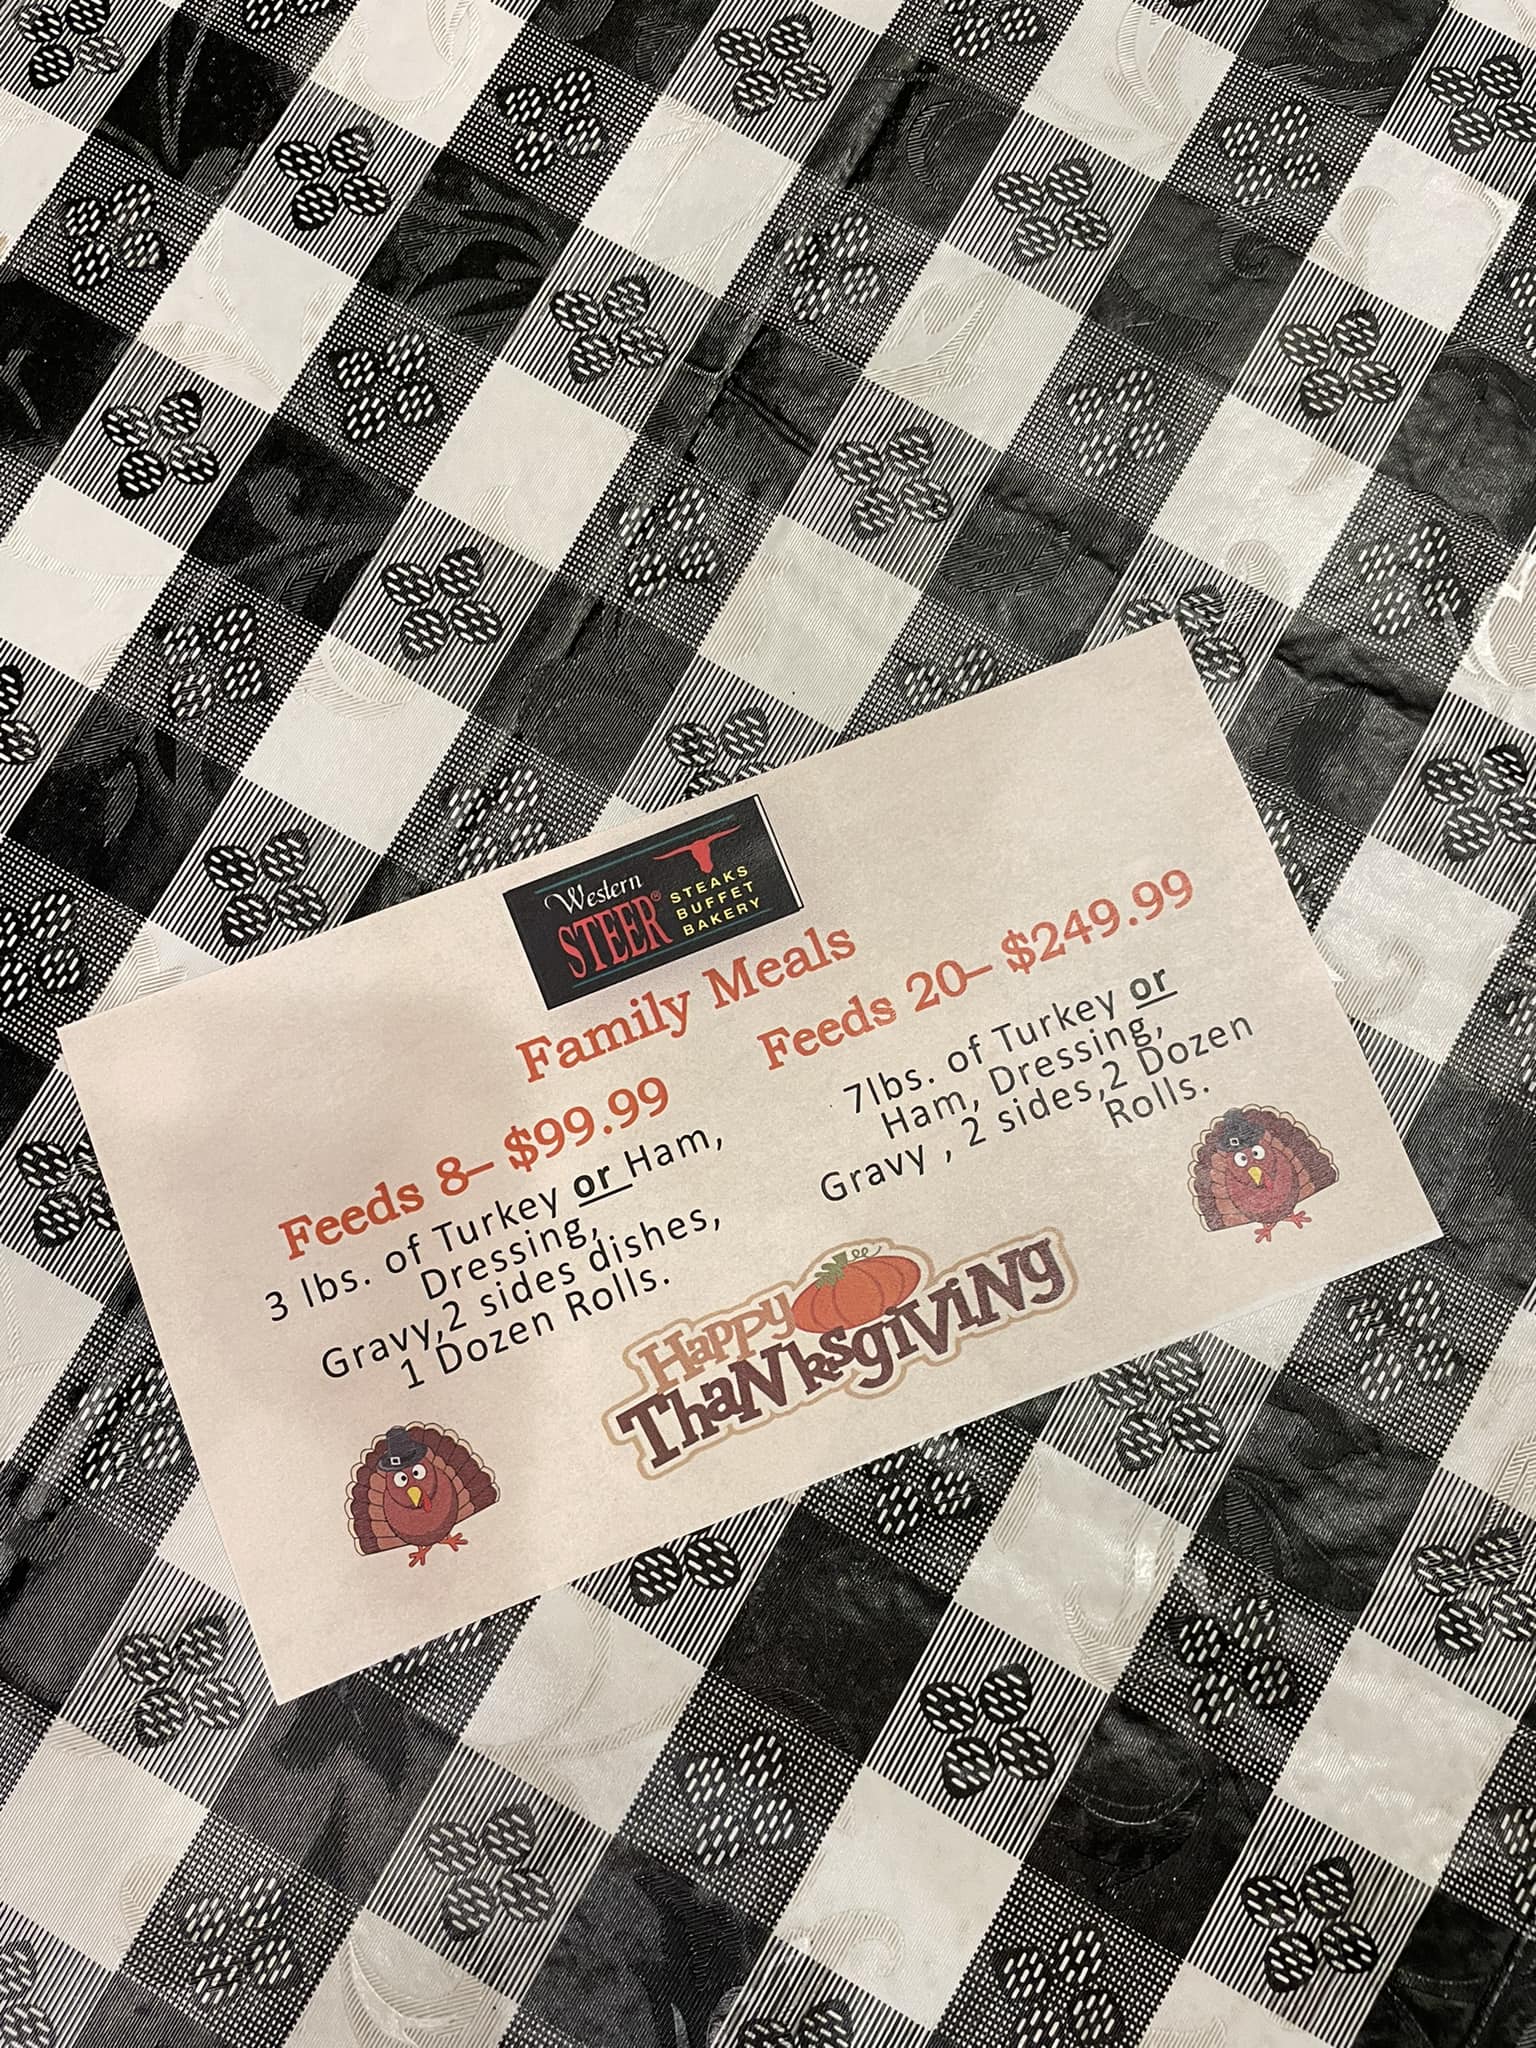 Western
STEER®
STEAKS
BUFFET
BAKERY
Family Meals
Feeds 8– $99.99
3 lbs. of Turkey or Ham,
Dressing,
Gravy,2 sides dishes,
1 Dozen Rolls.
Feeds 20– $249.99
7lbs. of Turkey or
Ham, Dressing,
Gravy , 2 sides,2 Dozen
Rolls.
Happy
Thanksgiving